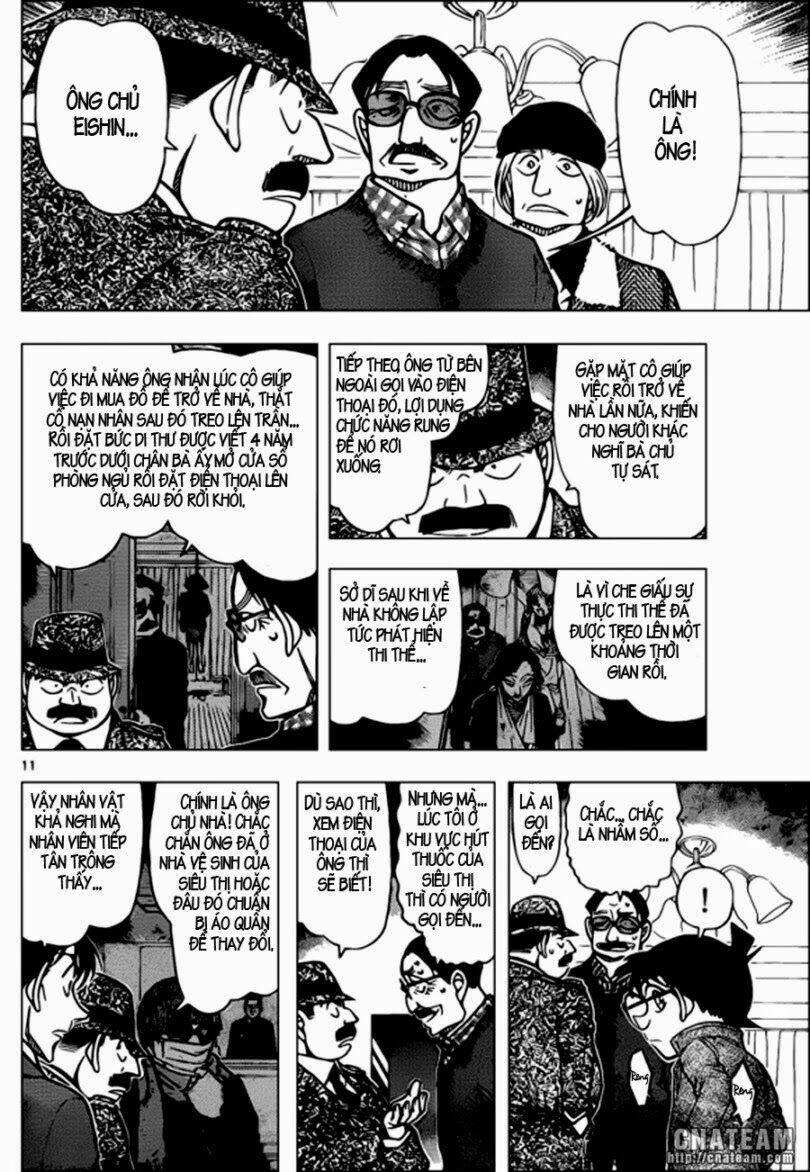 ÔNG CHỦ
EISHIN...
CHÍNH
LÀ
ÔNG!
CÓ KHẢ NĂNG ÔNG NHÂN LÚC CÔ GIÚP
VIỆC ĐI MUA ĐỒ ĐỂ TRỞ VỀ NHÀ, THẮT
CỔ NẠN NHÂN SAU ĐÓ TREO LÊN TRẦN...
RỒI ĐẶT BỨC DI THƯ ĐƯỢC VIẾT 4 NĂM
TRƯỚC DƯỚI CHÂN BÀ ẤY, MỞ CỬA SỔ
PHÒNG NGỦ RỒI ĐẶT ĐIỆN THOẠI LÊN
CỬA, SAU ĐÓ RỜI KHỎI.
TIẾP THEO, ÔNG TỪ BÊN
NGOÀI GỌI VÀO ĐIỆN
THOẠI ĐÓ, LỢI DỤNG
CHỨC NĂNG RUNG
ĐỂ NÓ RƠI
XUỐNG.
GẶP MẶT CÔ GIÚP
VIỆC RỒI TRỞ VỀ
NHÀ LẦN NỮA, KHIẾN
CHO NGƯỜI KHÁC
NGHĨ BÀ CHỦ
TỰ SÁT.
SỞ DĨ SAU KHI VỀ
NHÀ KHÔNG LẬP
TỨC PHÁT HIỆN
THI THỂ...
LÀ VÌ CHE GIẤU SỰ
THỰC THI THỂ ĐÃ
ĐƯỢC TREO LÊN MỘT
KHOẢNG THỜI
GIAN RỒI.
11
VẬY NHÂN VẬT
KHẢ NGHI MÀ
NHÂN VIÊN TIẾP
TÂN TRÔNG
THẤY...
CHÍNH LÀ ÔNG
CHỦ NHÀ! CHẮC
CHẮN ÔNG ĐÃ Ở
NHÀ VỆ SINH CỦA
SIÊU THỊ HOẶC
ĐÂU ĐÓ CHUẨN
BỊ ÁO QUẦN
ĐỂ THAY ĐỔI.
DÙ SAO THÌ,
XEM ĐIỆN
THOẠI CỦA
ÔNG THÌ
SẼ BIẾT!
NHƯNG MÀ...
LÚC TÔI Ở
KHU VỰC HÚT
THUỐC CỦA
SIÊU THỊ
THÌ CÓ NGƯỜI
GỌI ĐẾN...
LÀ AI
GỌI
ĐẾN?
CHẮC... CHẮC
LÀ NHẦM SỐ...
!
Reng
Reng
CNATEAM
http://cnateam.com